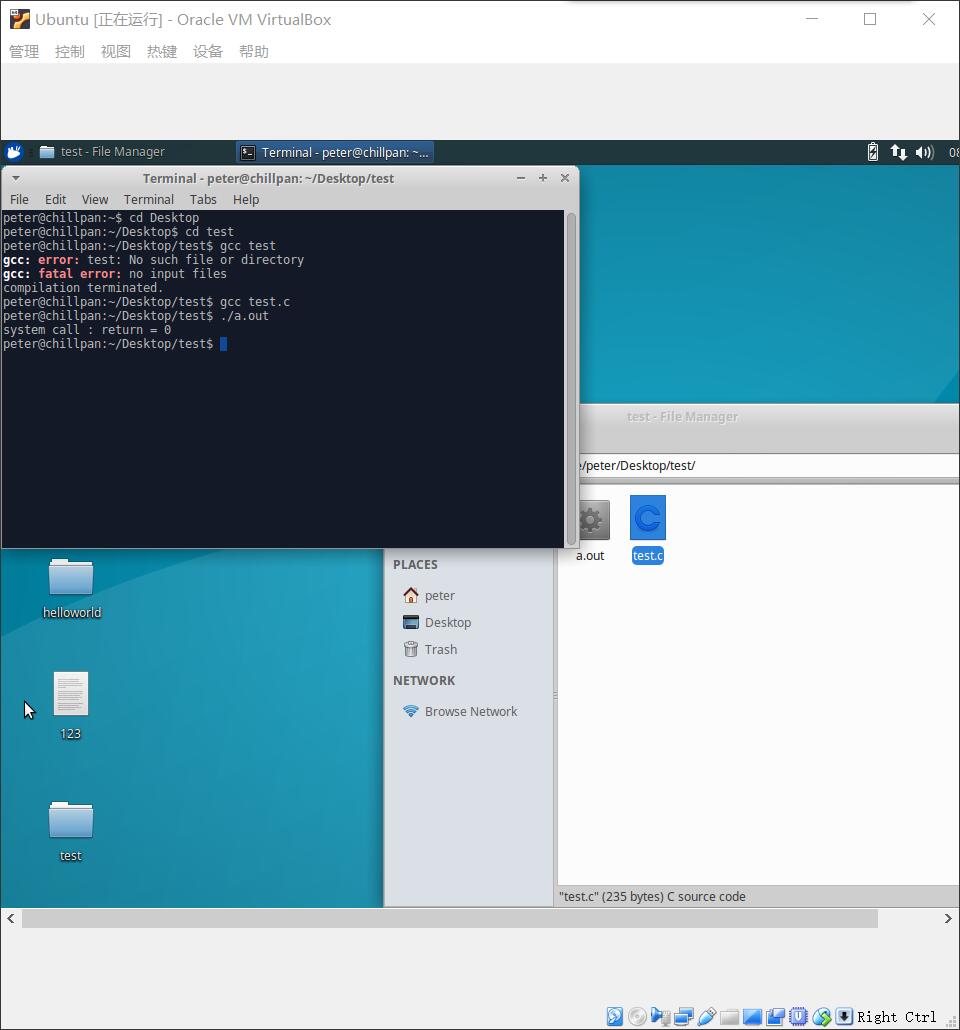 Ubuntu [正在运行] - Oracle VM VirtualBox
管理 控制 视图 热键 设备 帮助
test - File Manager
Terminal - peter@chillpan: ~...
Terminal - peter@chillpan: ~/Desktop/test
File Edit View Terminal Tabs Help
peter@chillpan:~$ cd Desktop
peter@chillpan:~/Desktop$ cd test
peter@chillpan:~/Desktop/test$ gcc test
gcc: error: test: No such file or directory
gcc: fatal error: no input files
compilation terminated.
peter@chillpan:~/Desktop/test$ gcc test.c
peter@chillpan:~/Desktop/test$ ./a.out
system call : return = 0
peter@chillpan:~/Desktop/test$
test - File Manager
/peter/Desktop/test/
a.out
test.c
PLACES
peter
Desktop
Trash
NETWORK
Browse Network
"test.c" (235 bytes) C source code
helloworld
123
test
Right Ctrl